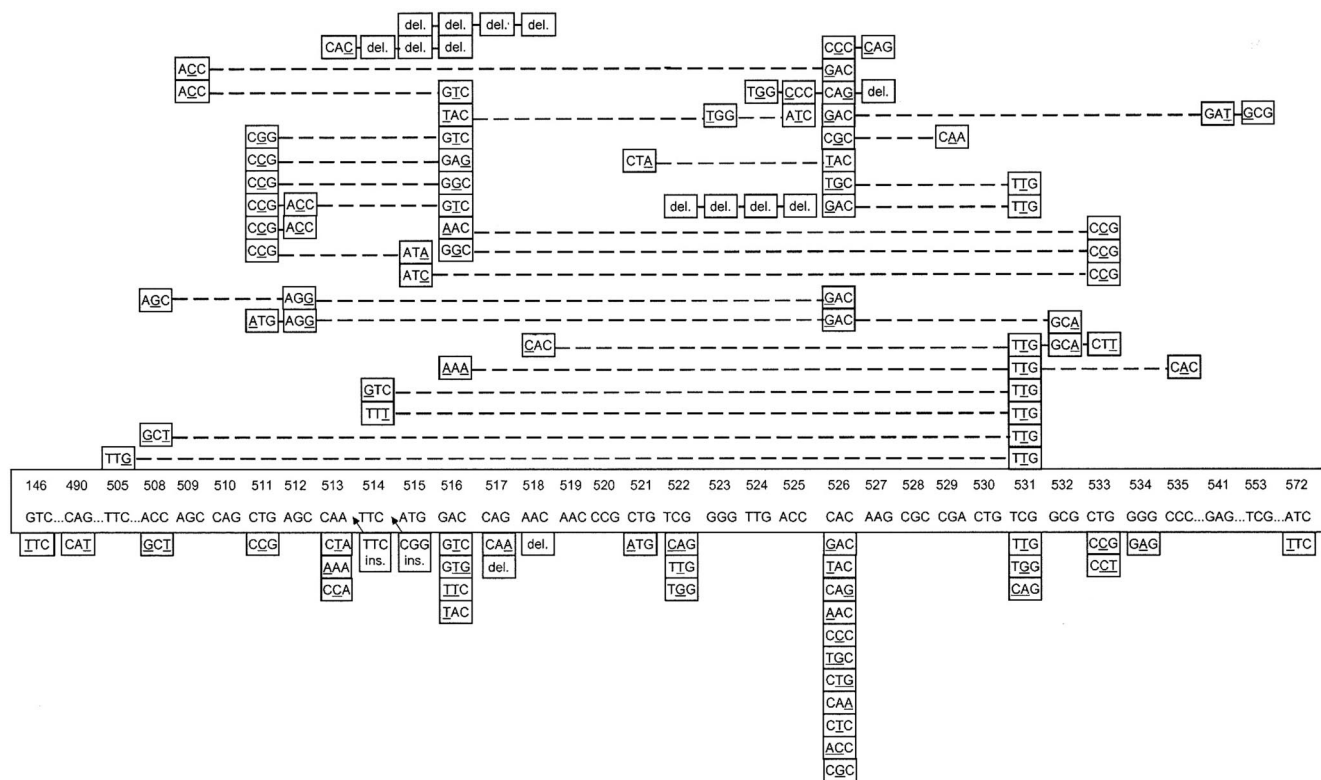 del. del. del. del.
CAC del. del. del. CCC CAG
ACC GAC
ACC GTC TGG CCC CAG del.
TAC TGG ATC GAC GAT GCG
CGG GTC CGC CAA
CCG GAG CTA TAC
CCG GGC TGC TTG
CCG ACC GTC del. del. del. del. GAC TTG
CCG ACC AAC CCG
CCG ATA GGC CCG
ATC CCG
AGC AGG GAC
ATG AGG GAC GCA
CAC TTG GCA CTT
AAA TTG CAC
GTC TTG
TTT TTG
GCT TTG
TTG TTG
146 490 505 508 509 510 511 512 513 514 515 516 517 518 519 520 521 522 523 524 525 526 527 528 529 530 531 532 533 534 535 541 553 572
GTC...CAG...TTC...ACC AGC CAG CTG AGC CAA TTC ATG GAC CAG AAC AAC CCG CTG TCG GGG TTG ACC CAC AAG CGC CGA CTG TCG GCG CTG GGG CCC...GAG...TCG...ATC
TTC CAT GCT CCG CTA TTC ins. CGG ins. GTC CAA del. ATG CAG GAC TTG CCG GAG TTC
AAA GTG del. TTG TAC TGG CCT
CCA TTC TGG CAG CAG
TAC AAC
CCC
TGC
CTG
CAA
CTC
ACC
CGC